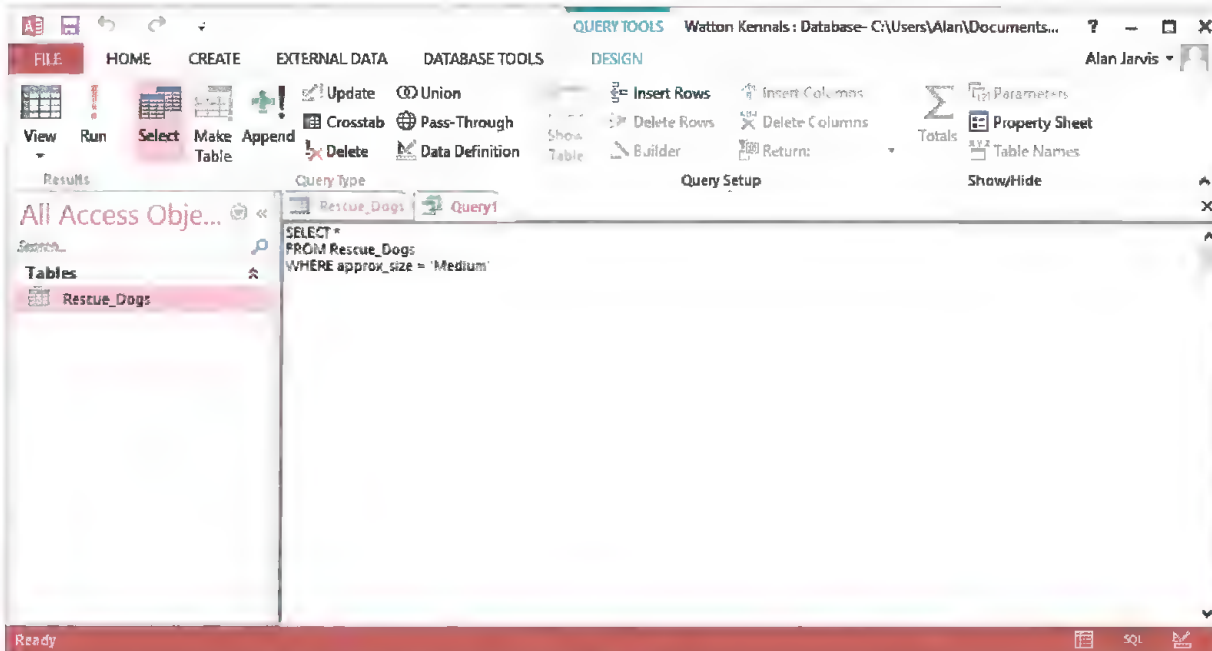 QUERY TOOLS Watton Kennals : Database- C:\Users\Alan\Documents... ?
FILE HOME CREATE EXTERNAL DATA DATABASE TOOLS DESIGN Alan Jarvis
View Run Select Make Table Append
Update Union
Crosstab Pass-Through
Delete Data Definition
Show Table
Insert Rows Insert Columns
Delete Rows Delete Columns
Builder Return:
Totals
Parameters
Property Sheet
Table Names
Results Query Type Query Setup Show/Hide
All Access Obje... «
Search...
Tables
Rescue_Dogs
Rescue_Dogs Query1
SELECT *
FROM Rescue_Dogs
WHERE approx_size = 'Medium'
Ready SQL